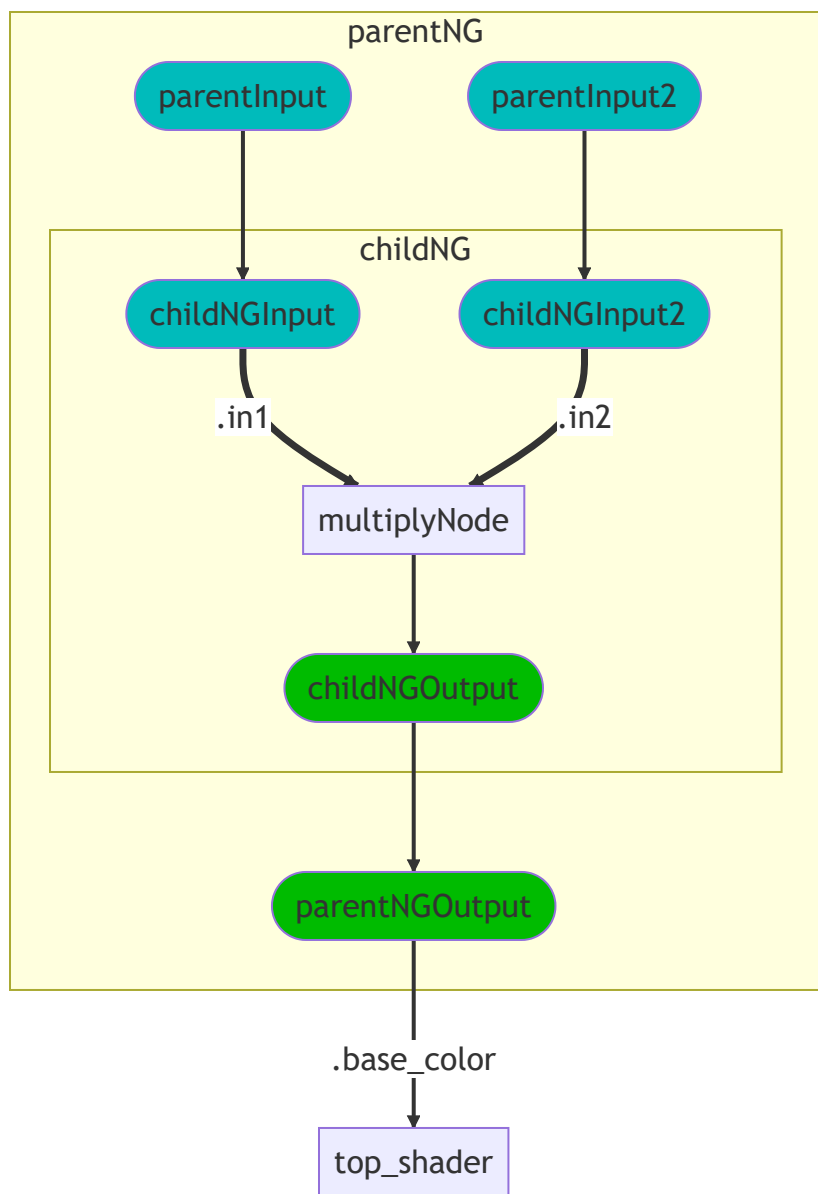 parentNG
parentInput
parentInput2
childNG
childNGInput
childNGInput2
.in1
.in2
multiplyNode
childNGOutput
parentNGOutput
.base_color
top_shader